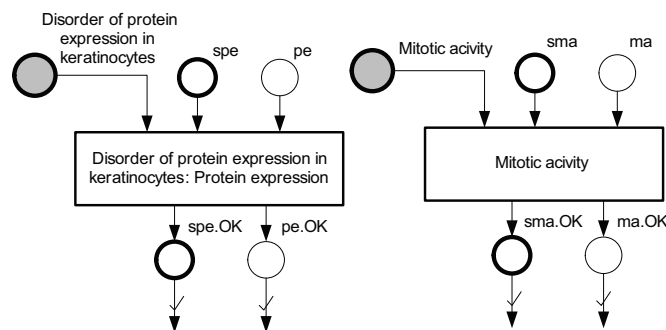 Disorder of protein
expression in
keratinocytes
spe
pe
Disorder of protein expression in
keratinocytes: Protein expression
spe.OK
pe.OK
Mitotic acivity
sma
ma
Mitotic acivity
sma.OK
ma.OK